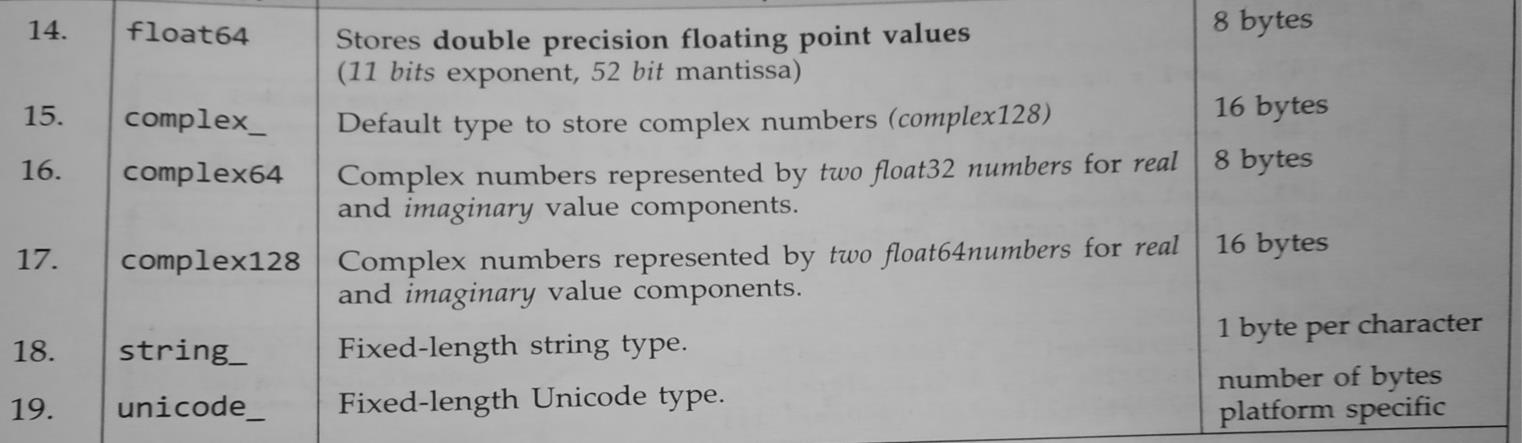 14. float64 Stores double precision floating point values 8 bytes
(11 bits exponent, 52 bit mantissa)
15. complex_ Default type to store complex numbers (complex128) 16 bytes
16. complex64 Complex numbers represented by two float32 numbers for real 8 bytes
and imaginary value components.
17. complex128 Complex numbers represented by two float64numbers for real 16 bytes
and imaginary value components.
18. string_ Fixed-length string type. 1 byte per character
19. unicode_ Fixed-length Unicode type. number of bytes
platform specific